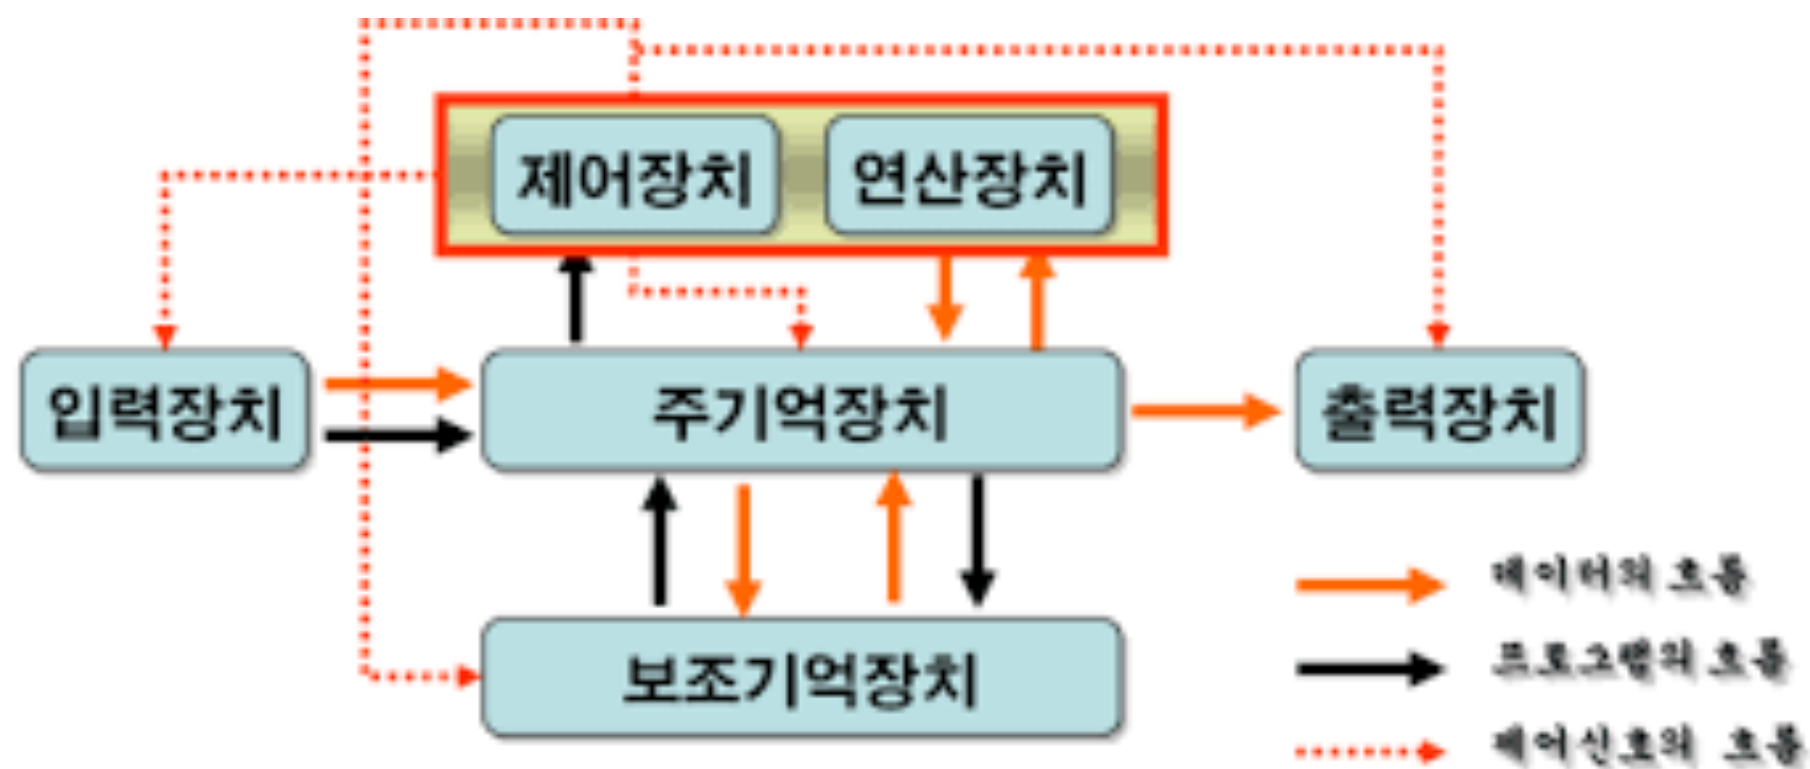 제어장치
연산장치
입력장치
주기억장치
출력장치
보조기억장치
데이터의 흐름
프로그램의 흐름
제어신호의 흐름